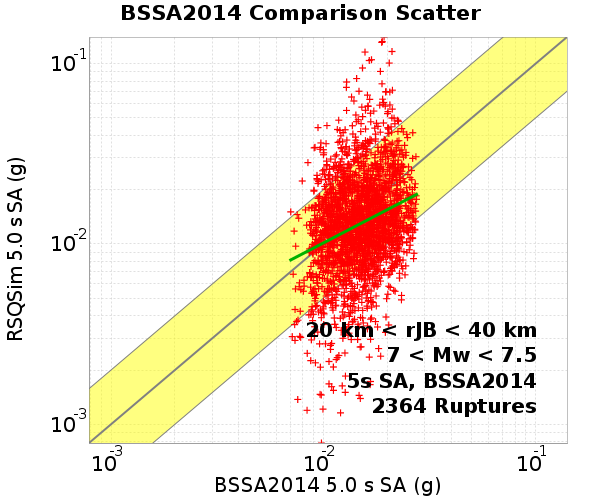 BSSA2014 Comparison Scatter
RSQSim 5.0 s SA (g)
10-1
10-2
10-3
20 km < rJB < 40 km
7 < Mw < 7.5
5s SA, BSSA2014
2364 Ruptures
10-3 10-2 10-1
BSSA2014 5.0 s SA (g)